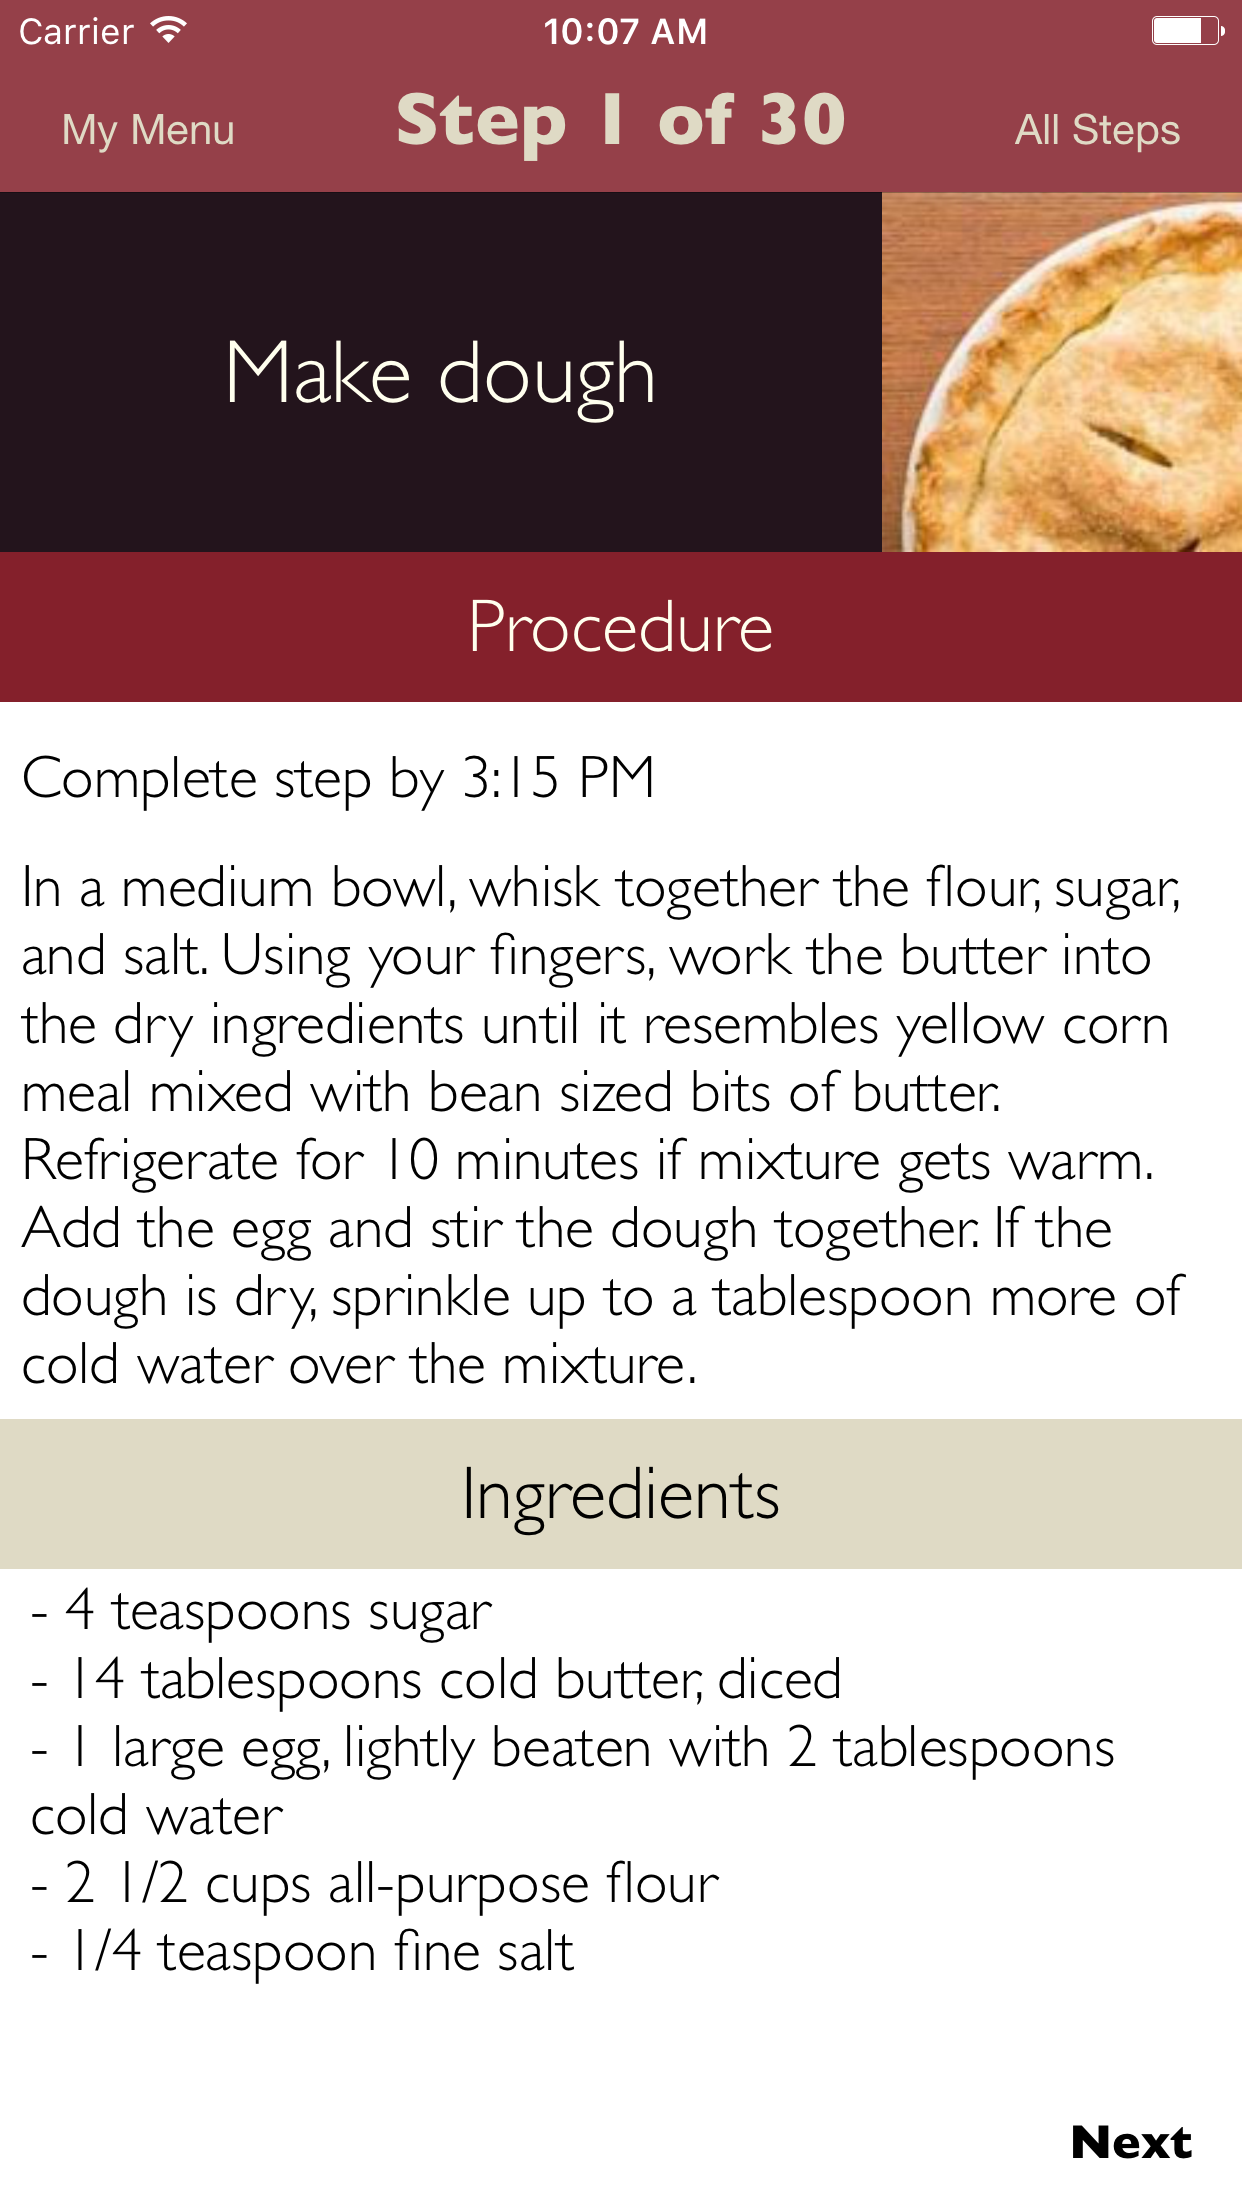 Carrier
10:07 AM
My Menu
Step 1 of 30
All Steps
Make dough
Procedure
Complete step by 3:15 PM
In a medium bowl, whisk together the flour, sugar,
and salt. Using your fingers, work the butter into
the dry ingredients until it resembles yellow corn
meal mixed with bean sized bits of butter.
Refrigerate for 10 minutes if mixture gets warm.
Add the egg and stir the dough together. If the
dough is dry, sprinkle up to a tablespoon more of
cold water over the mixture.
Ingredients
- 4 teaspoons sugar
- 14 tablespoons cold butter, diced
- 1 large egg, lightly beaten with 2 tablespoons
cold water
- 2 1/2 cups all-purpose flour
- 1/4 teaspoon fine salt
Next